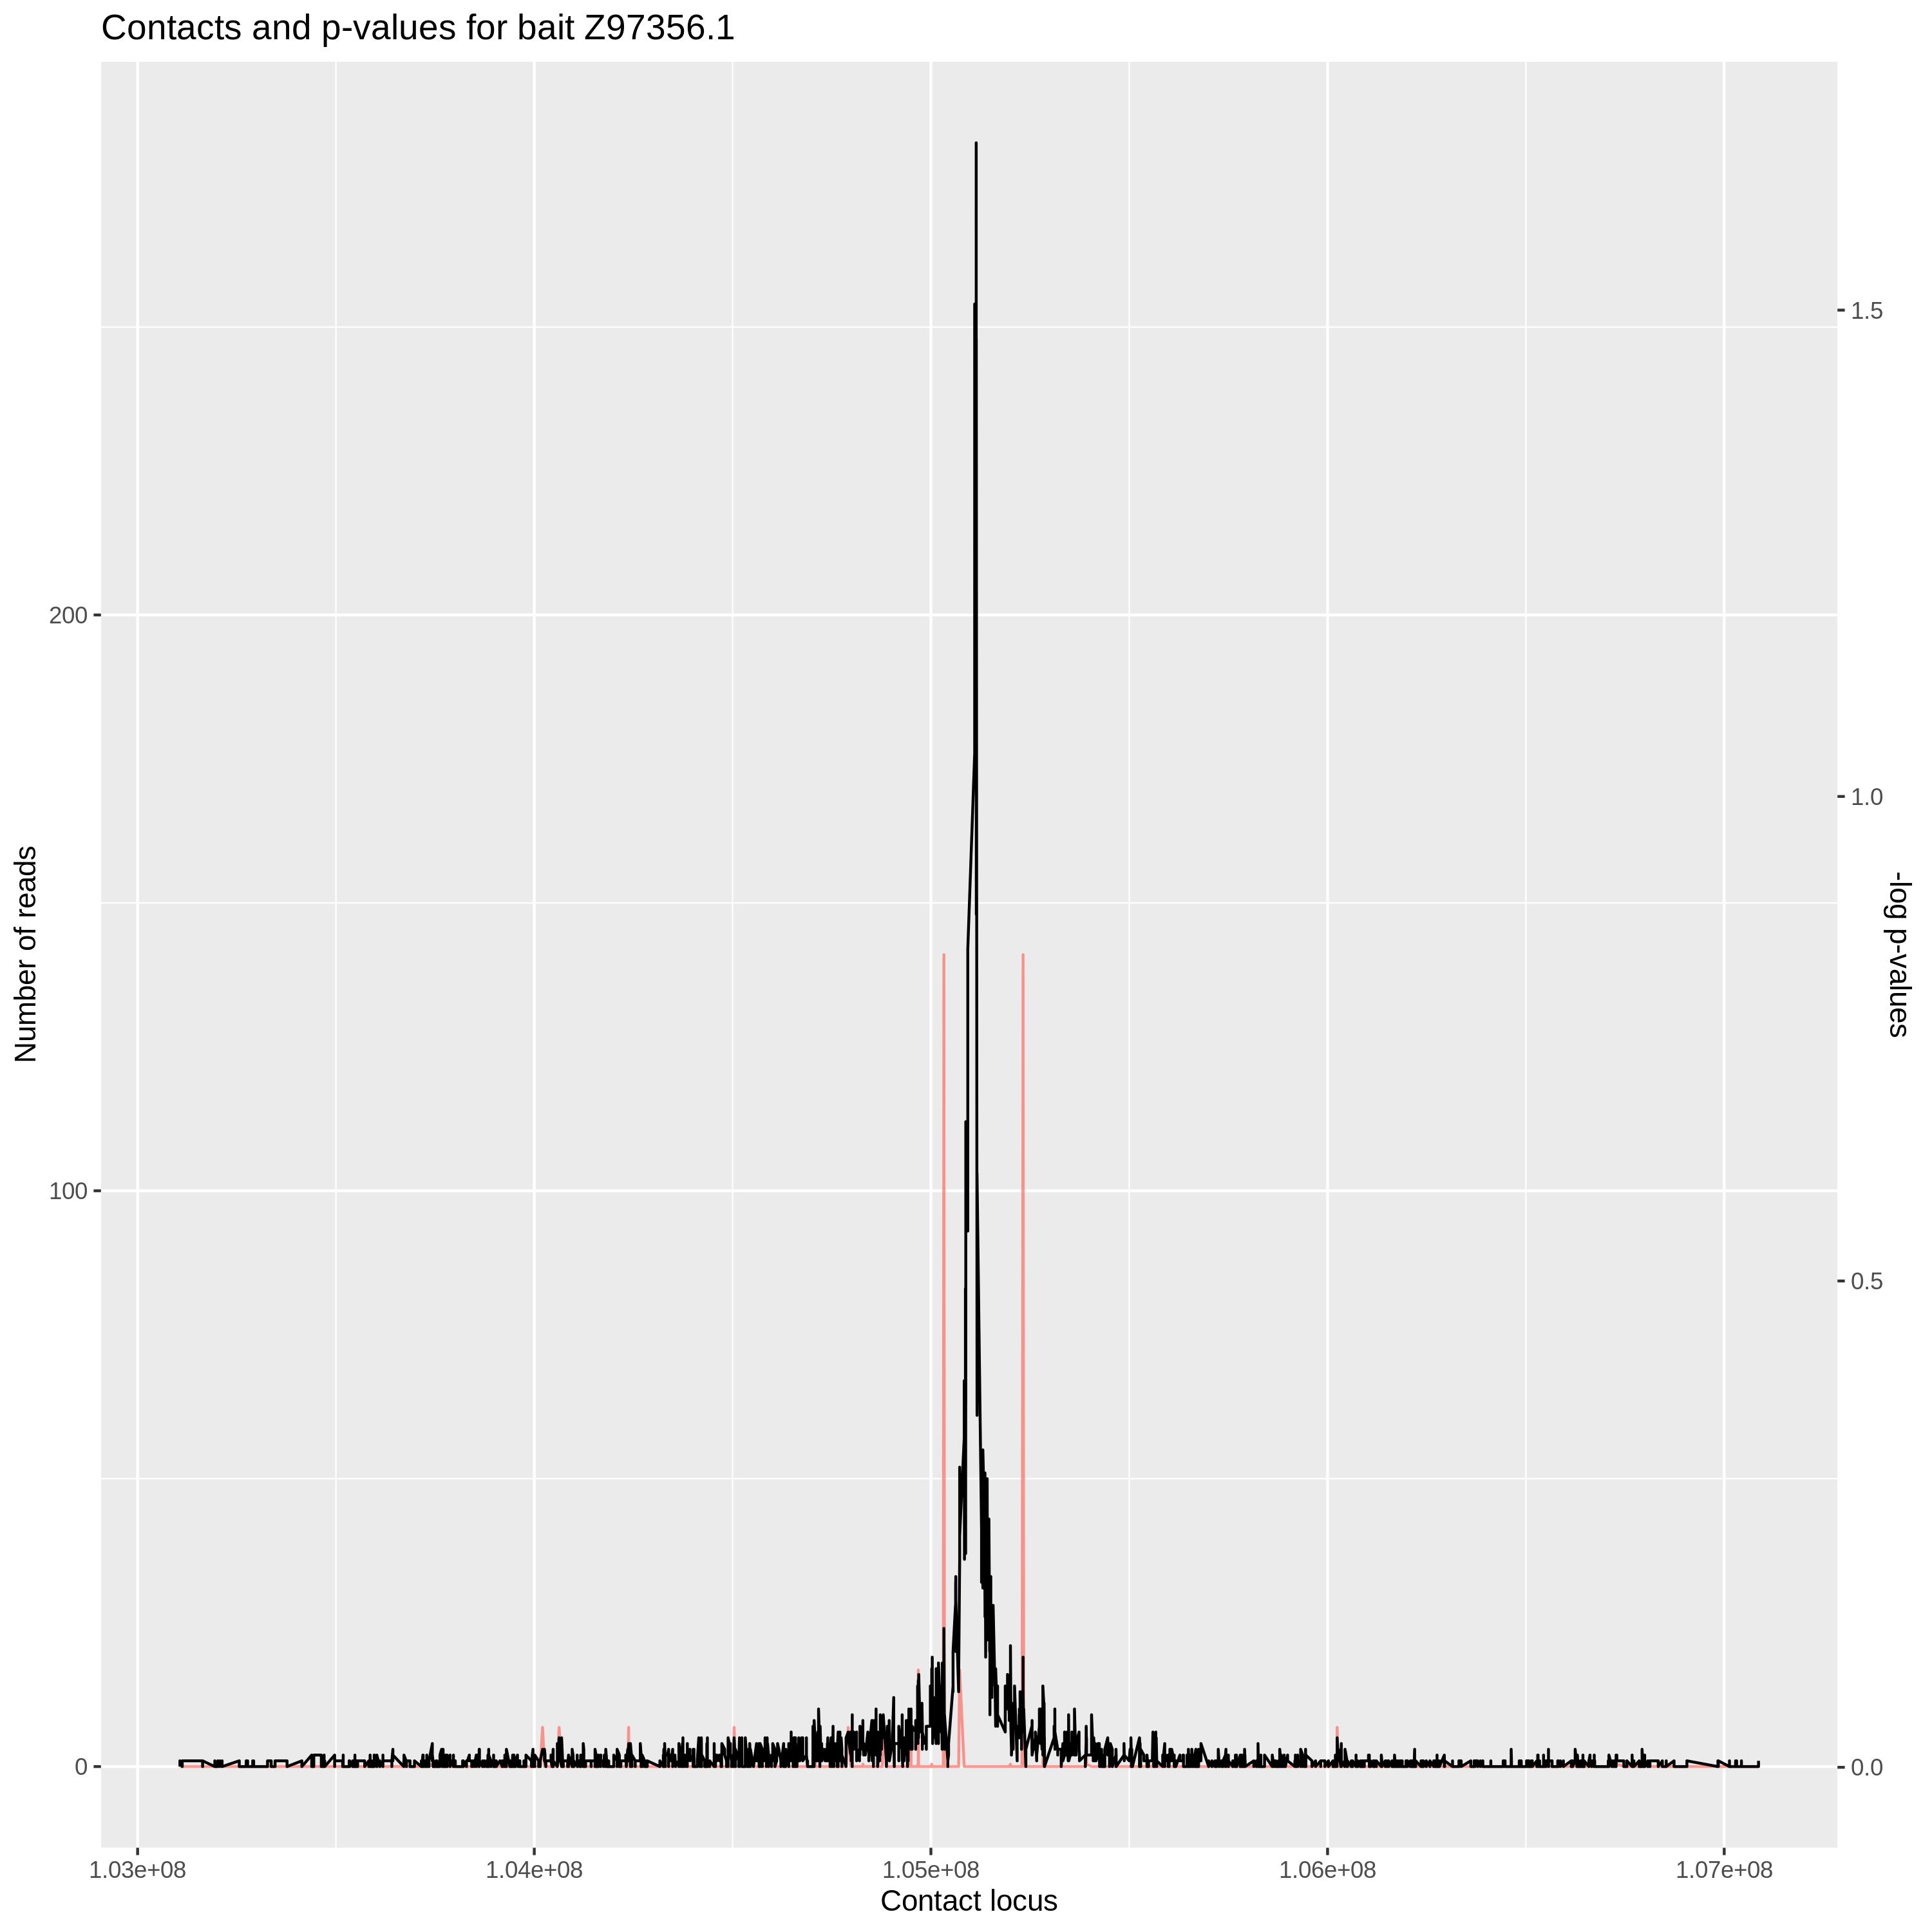 Contacts and p-values for bait Z97356.1
Number of reads
200
100
0
1.5
1.0
0.5
0.0
-log p-values
1.03e+08 1.04e+08 1.05e+08 1.06e+08 1.07e+08
Contact locus